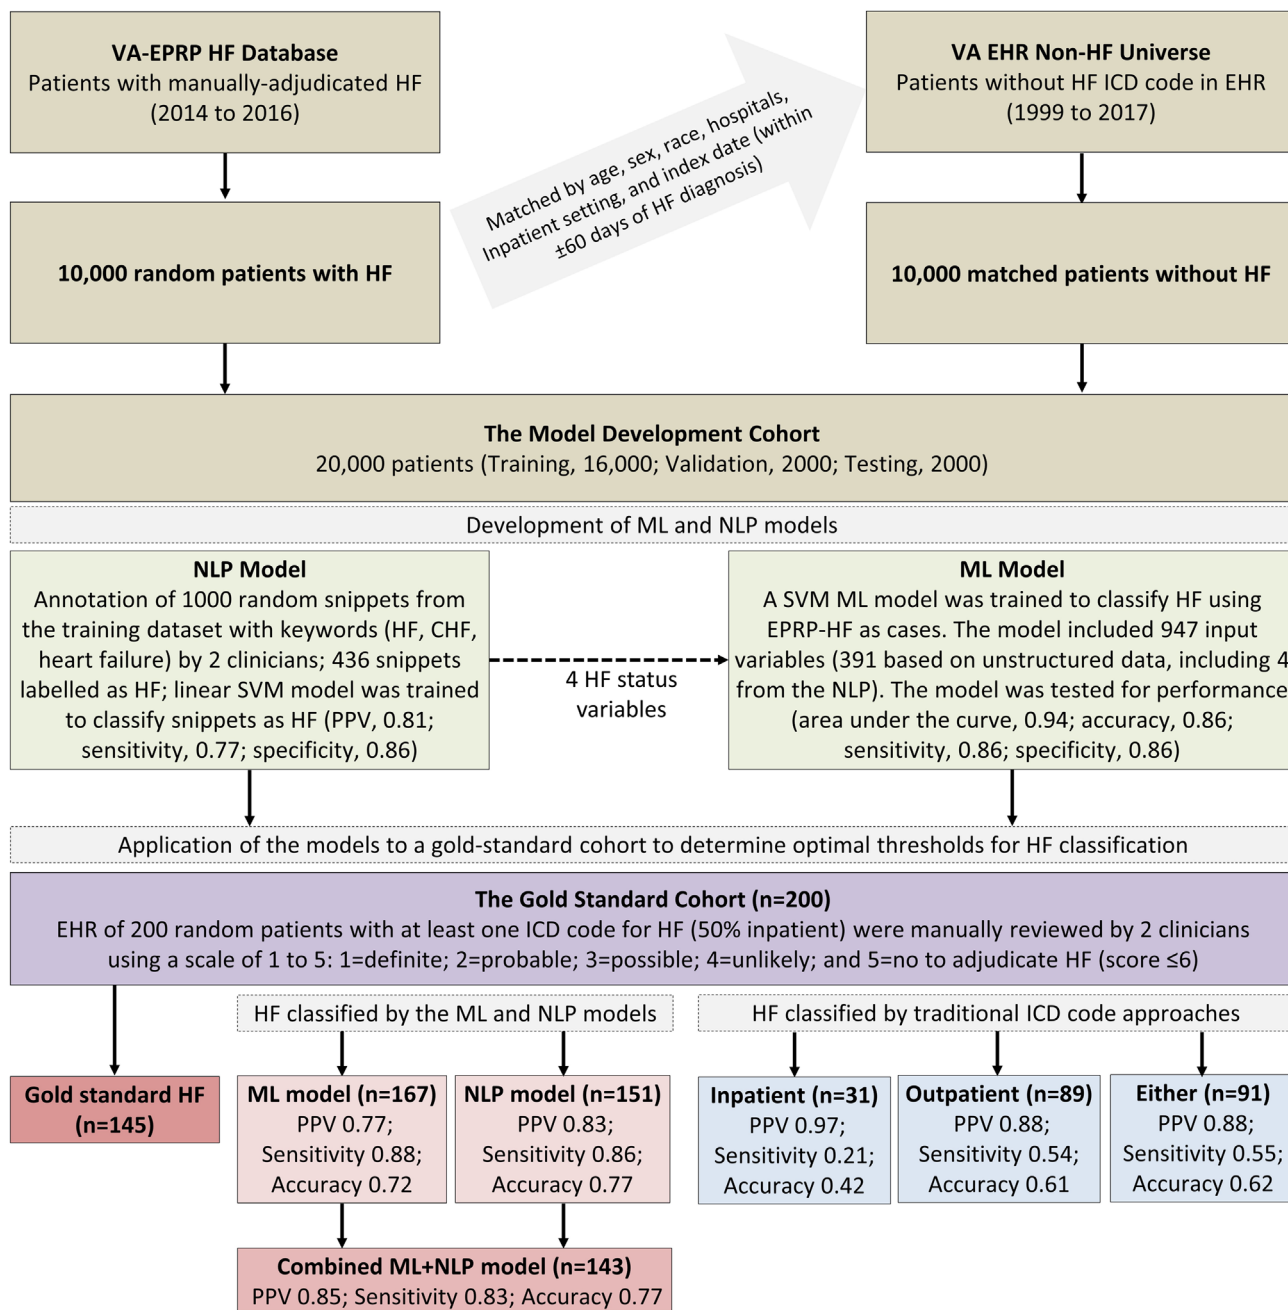 VA-EPRP HF Database
Patients with manually-adjudicated HF
(2014 to 2016)
Matched by age, sex, race, hospitals,
Inpatient setting, and index date (within
±60 days of HF diagnosis)
VA EHR Non-HF Universe
Patients without HF ICD code in EHR
(1999 to 2017)
10,000 random patients with HF
10,000 matched patients without HF
The Model Development Cohort
20,000 patients (Training, 16,000; Validation, 2000; Testing, 2000)
Development of ML and NLP models
NLP Model
Annotation of 1000 random snippets from
the training dataset with keywords (HF, CHF,
heart failure) by 2 clinicians; 436 snippets
labelled as HF; linear SVM model was trained
to classify snippets as HF (PPV, 0.81;
sensitivity, 0.77; specificity, 0.86)
4 HF status
variables
ML Model
A SVM ML model was trained to classify HF using
EPRP-HF as cases. The model included 947 input
variables (391 based on unstructured data, including 4
from the NLP). The model was tested for performance
(area under the curve, 0.94; accuracy, 0.86;
sensitivity, 0.86; specificity, 0.86)
Application of the models to a gold-standard cohort to determine optimal thresholds for HF classification
The Gold Standard Cohort (n=200)
EHR of 200 random patients with at least one ICD code for HF (50% inpatient) were manually reviewed by 2 clinicians
using a scale of 1 to 5: 1=definite; 2=probable; 3=possible; 4=unlikely; and 5=no to adjudicate HF (score ≤6)
HF classified by the ML and NLP models
HF classified by traditional ICD code approaches
Gold standard HF
(n=145)
ML model (n=167)
PPV 0.77;
Sensitivity 0.88;
Accuracy 0.72
NLP model (n=151)
PPV 0.83;
Sensitivity 0.86;
Accuracy 0.77
Inpatient (n=31)
PPV 0.97;
Sensitivity 0.21;
Accuracy 0.42
Outpatient (n=89)
PPV 0.88;
Sensitivity 0.54;
Accuracy 0.61
Either (n=91)
PPV 0.88;
Sensitivity 0.55;
Accuracy 0.62
Combined ML+NLP model (n=143)
PPV 0.85; Sensitivity 0.83; Accuracy 0.77